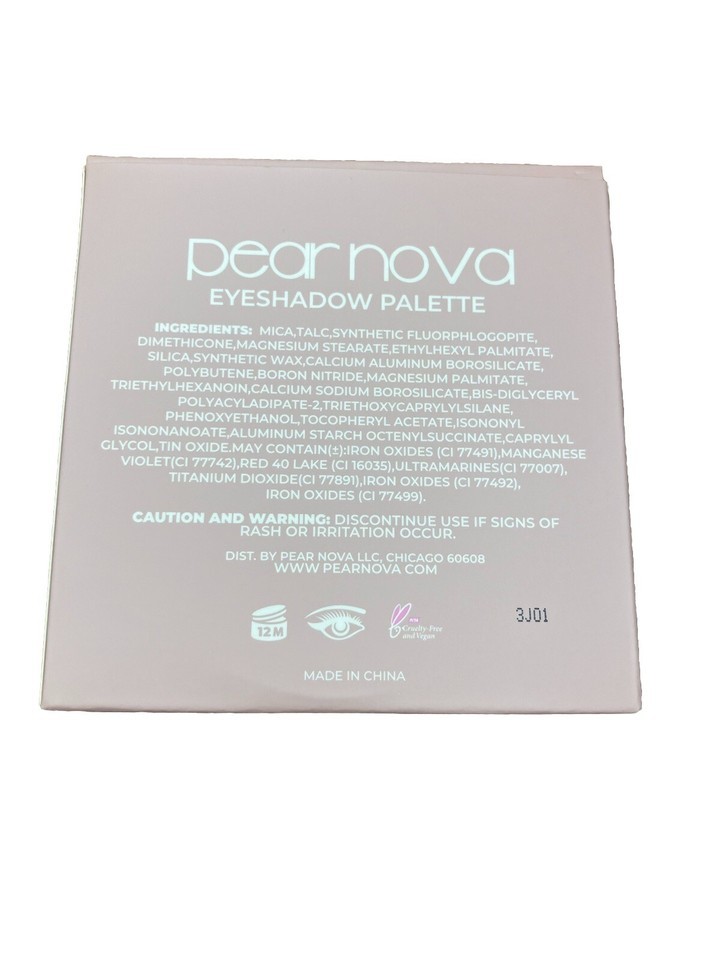 pear nova
EYESHADOW PALETTE
INGREDIENTS: MICA,TALC,SYNTHETIC FLUORPHLOGOPITE,
DIMETHICONE,MAGNESIUM STEARATE,ETHYLHEXYL PALMITATE,
SILICA,SYNTHETIC WAX,CALCIUM ALUMINUM BOROSILICATE,
POLYBUTENE,BORON NITRIDE,MAGNESIUM PALMITATE,
TRIETHYLHEXANOIN,CALCIUM SODIUM BOROSILICATE,BIS-DIGLYCERYL
POLYACYLADIPATE-2,TRIETHOXYCAPRYLYLSILANE,
PHENOXYETHANOL,TOCOPHERYL ACETATE,ISONONYL
ISONONANOATE,ALUMINUM STARCH OCTENYLSUCCINATE,CAPRYLYL
GLYCOL,TIN OXIDE.MAY CONTAIN(±):IRON OXIDES (CI 77491),MANGANESE
VIOLET(CI 77742),RED 40 LAKE (CI 16035),ULTRAMARINES(CI 77007),
TITANIUM DIOXIDE(CI 77891),IRON OXIDES (CI 77492),
IRON OXIDES (CI 77499).
CAUTION AND WARNING: DISCONTINUE USE IF SIGNS OF
RASH OR IRRITATION OCCUR.
DIST. BY PEAR NOVA LLC, CHICAGO 60608
WWW PEARNOVA COM
12M
Cruelty-Free
and Vegan
3J01
MADE IN CHINA